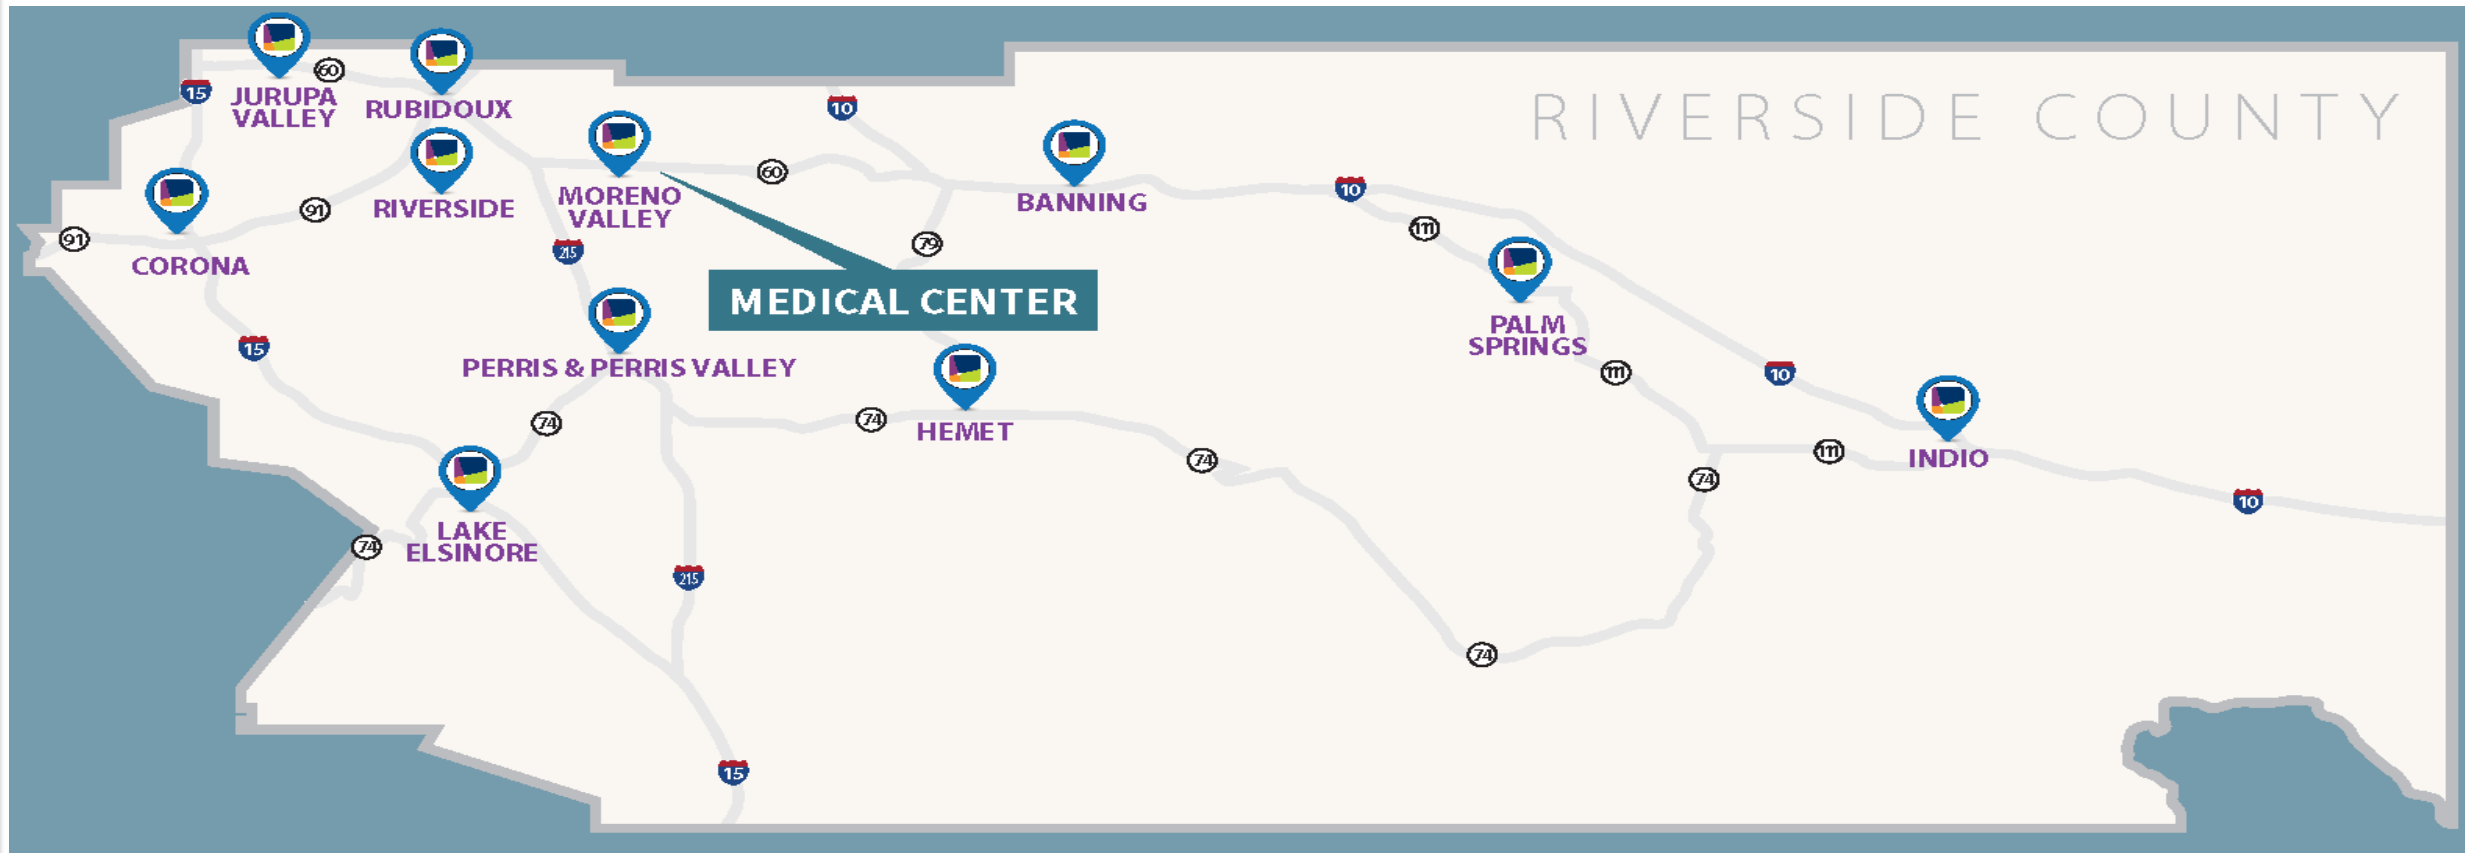 RIVERSIDE COUNTY
60
15
JURUPA
VALLEY
RUBIDOUX
10
60
MORENO
VALLEY
BANNING
10
91
RIVERSIDE
111
91
CORONA
215
79
MEDICAL CENTER
PALM
SPRINGS
15
PERRIS & PERRIS VALLEY
111
10
74
74
HEMET
111
INDIO
74
74
10
LAKE
ELSINORE
74
215
74
15